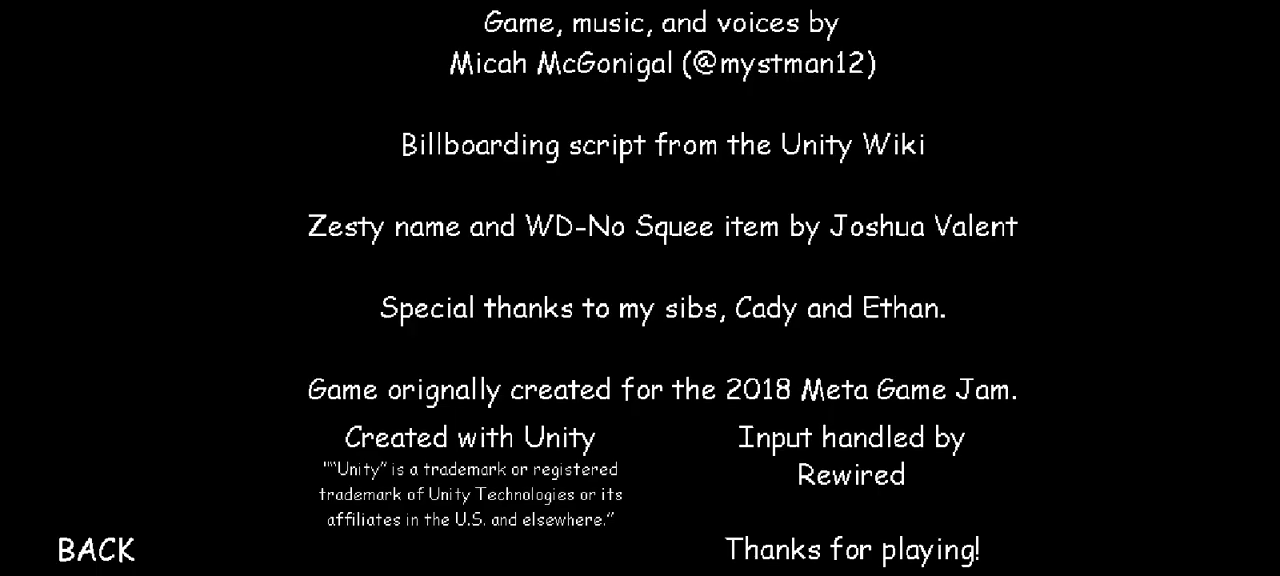 Game, music, and voices by
Micah McGonigal (@mystman12)
Billboarding script from the Unity Wiki
Zesty name and WD-No Squee item by Joshua Valent
Special thanks to my sibs, Cady and Ethan.
Game orignally created for the 2018 Meta Game Jam.
Created with Unity
"“Unity” is a trademark or registered
trademark of Unity Technologies or its
affiliates in the U.S. and elsewhere.”
Input handled by
Rewired
BACK
Thanks for playing!